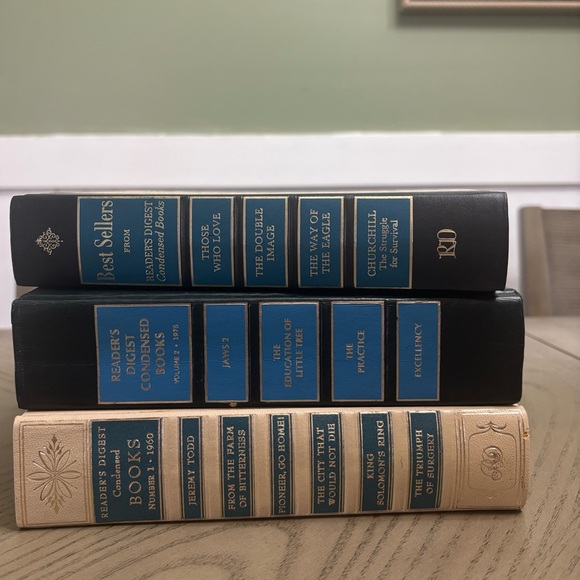 Best Sellers
FROM
READER'S DIGEST
Condensed Books
THOSE
WHO LOVE
THE DOUBLE
IMAGE
THE WAY OF
THE EAGLE
CHURCHILL
The Struggle
for Survival
RD
READER'S
DIGEST
CONDENSED
BOOKS
VOLUME 2 • 1978
JAWS 2
THE
EDUCATION OF
LITTLE TREE
THE
PRACTICE
EXCELLENCY
READER'S DIGEST
Condensed
BOOKS
NUMBER 1 • 1960
JEREMY TODD
FROM THE FARM
OF BITTERNESS
PIONEER, GO HOME!
THE CITY THAT
WOULD NOT DIE
KING
SOLOMON'S RING
THE TRIUMPH
OF SURGERY